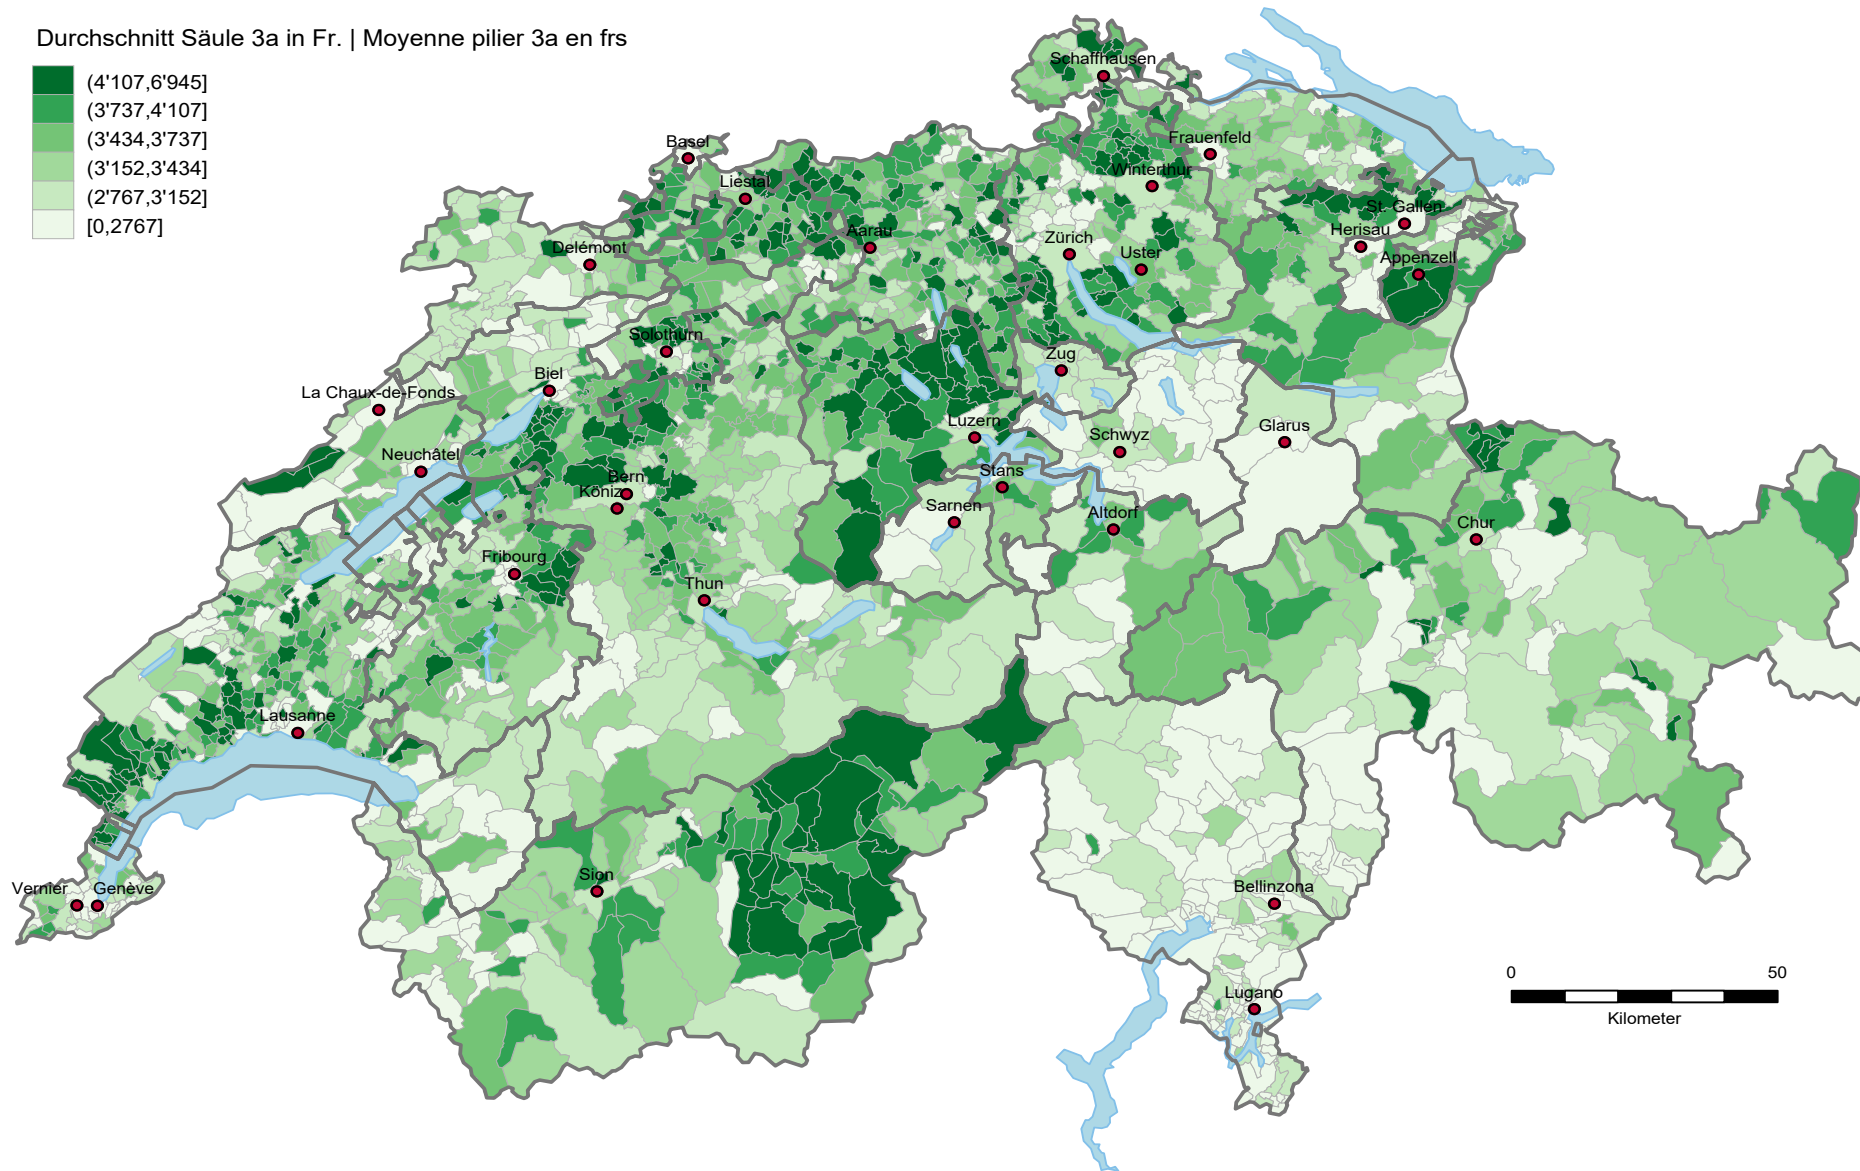 Durchschnitt Säule 3a in Fr. | Moyenne pilier 3a en frs
(4'107,6'945]
(3'737,4'107]
(3'434,3'737]
(3'152,3'434]
(2'767,3'152]
[0,2767]
Schaffhausen
Basel
Frauenfeld
Winterthur
Liestal
St. Gallen
Aarau
Herisau
Zürich
Delémont
Uster
Appenzell
Solothurn
Zug
Biel
La Chaux-de-Fonds
Luzern
Glarus
Schwyz
Neuchâtel
Stans
Bern
Köniz
Sarnen
Altdorf
Chur
Fribourg
Thun
Lausanne
Sion
Vernier
Genève
Bellinzona
Lugano
0
50
Kilometer